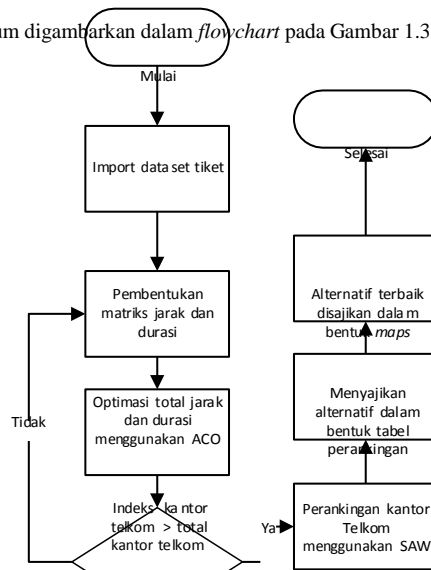 um digambarkan dalam flowchart pada Gambar 1.3
Mulai
Import dataset tiket
Pembentukan
matriks jarak dan
durasi
Optimasi total jarak
dan durasi
menggunakan ACO
Tidak
Indeks kantor
telkom > total
kantor telkom
Ya
Perankingan kantor
Telkom
menggunakan SAW
Menyajikan
alternatif dalam
bentuk tabel
perankingan
Alternatif terbaik
disajikan dalam
bentuk maps
Selesai